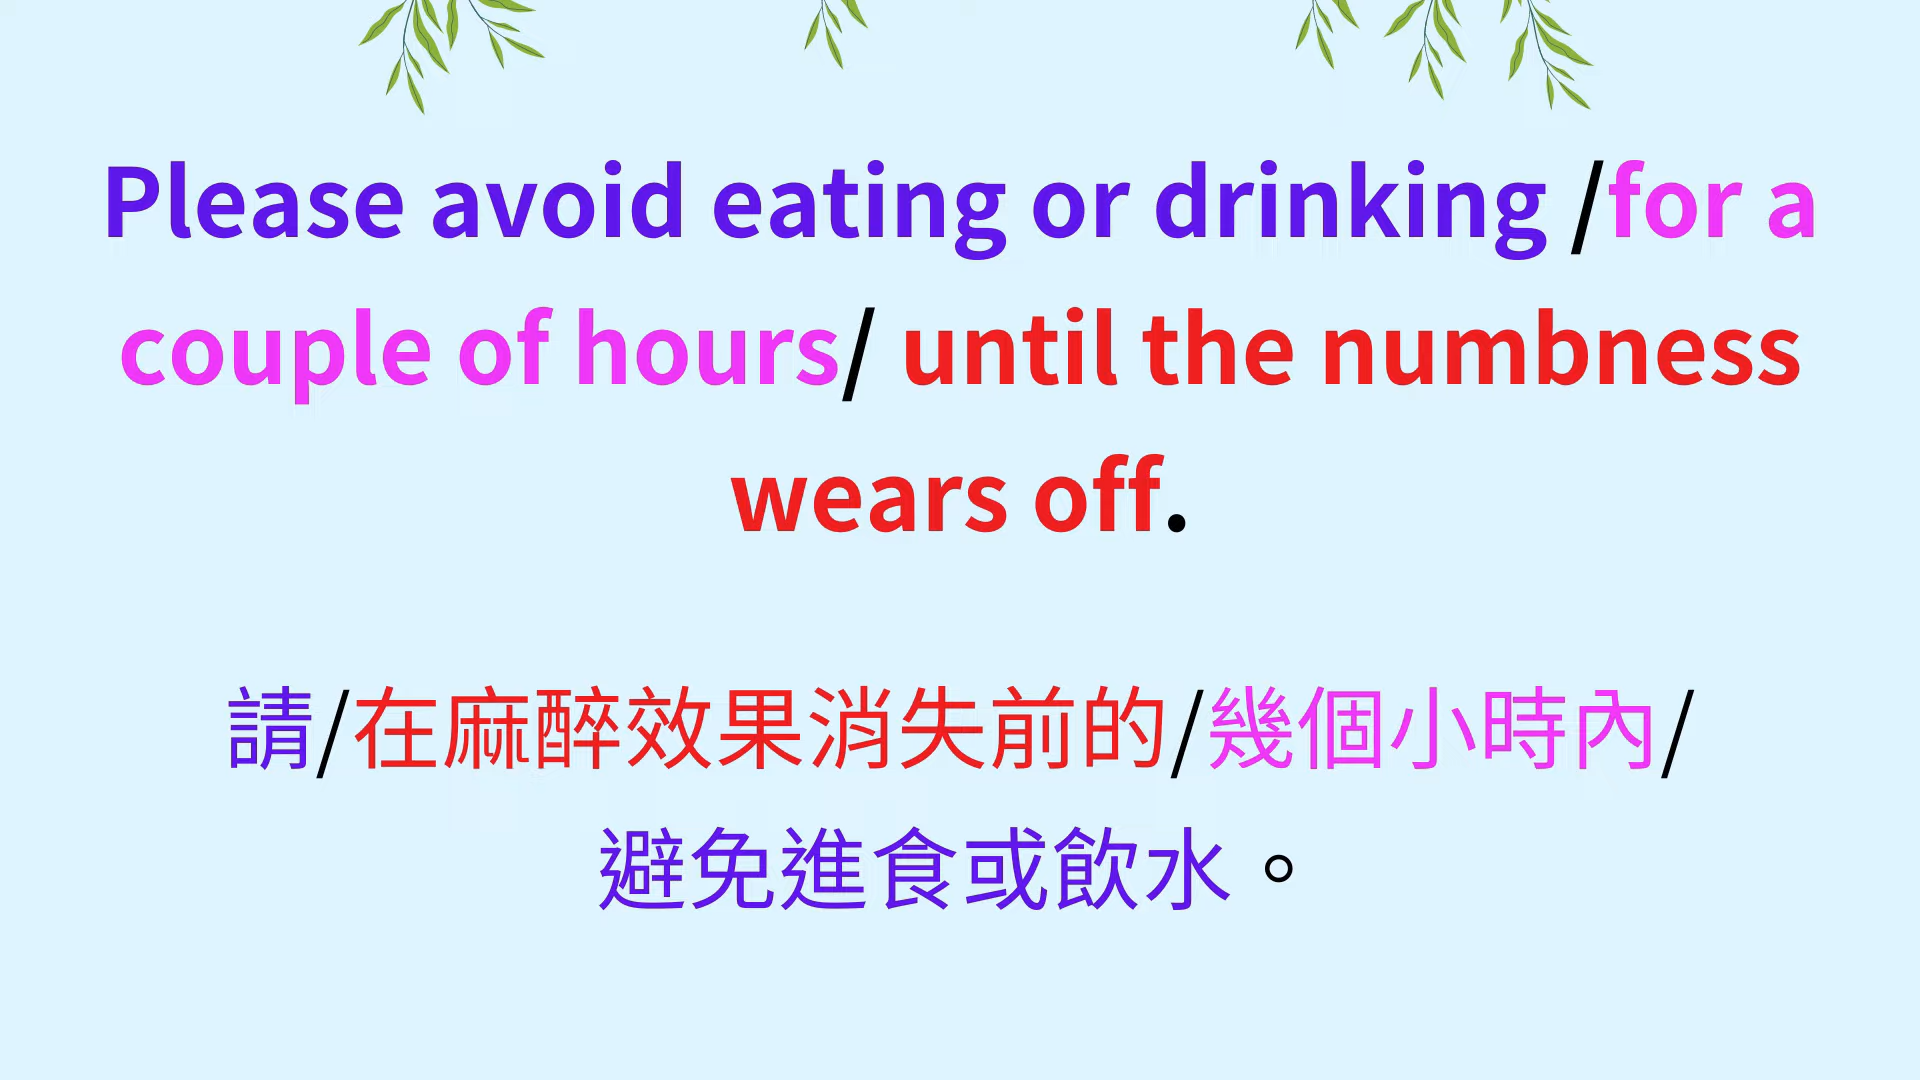 Please avoid eating or drinking /for a
couple of hours/ until the numbness
wears off.
請/在麻醉效果消失前的/幾個小時內/
避免進食或飲水。